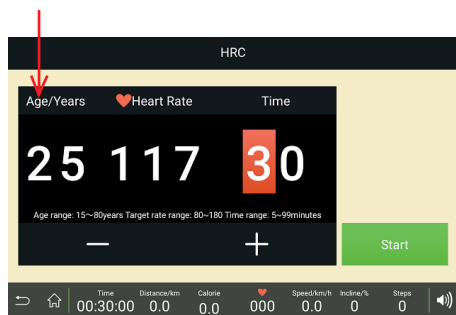 HRC
Age/Years Heart Rate Time
25 117 30
Age range: 15~80years Target rate range: 80~180 Time range: 5~99minutes
− +
Start
Time Distance/km Calorie Speed/km/h Incline/% Steps
00:30:00 0.0 0.0 000 0.0 0 0